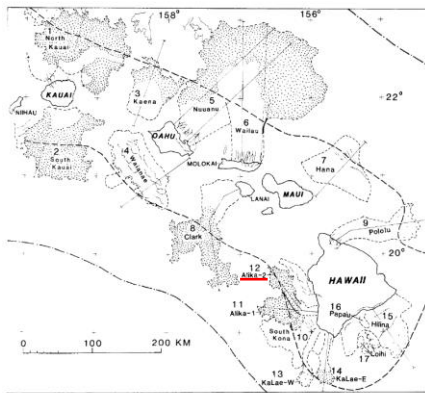 158°
156°
1
North
Kauai
KAUAI
NIIHAU
2
South
Kauai
3
Kaena
5
Nuuanu
22°
OAHU
6
Wailau
4
Waianae
MOLOKAI
7
Hana
LANAI
MAUI
8
Clark
9
Pololu
20°
12
Alika-2
HAWAII
11
Alika-1
16
Papau
15
Hilina
South
Kona
10
Loihi
17
13
KaLae-W
14
KaLae-E
0
100
200 KM